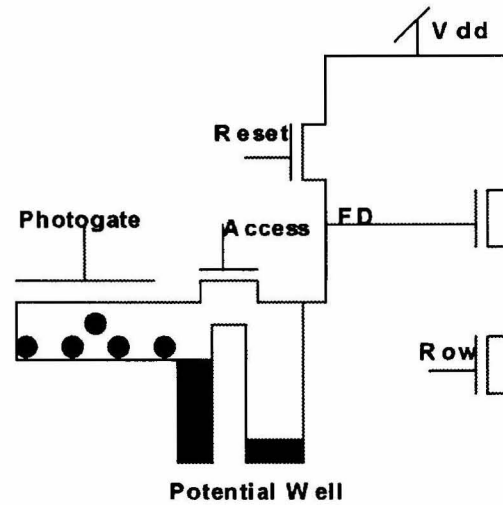 Vdd
Reset
Photogate
Access
FD
Row
Potential Well